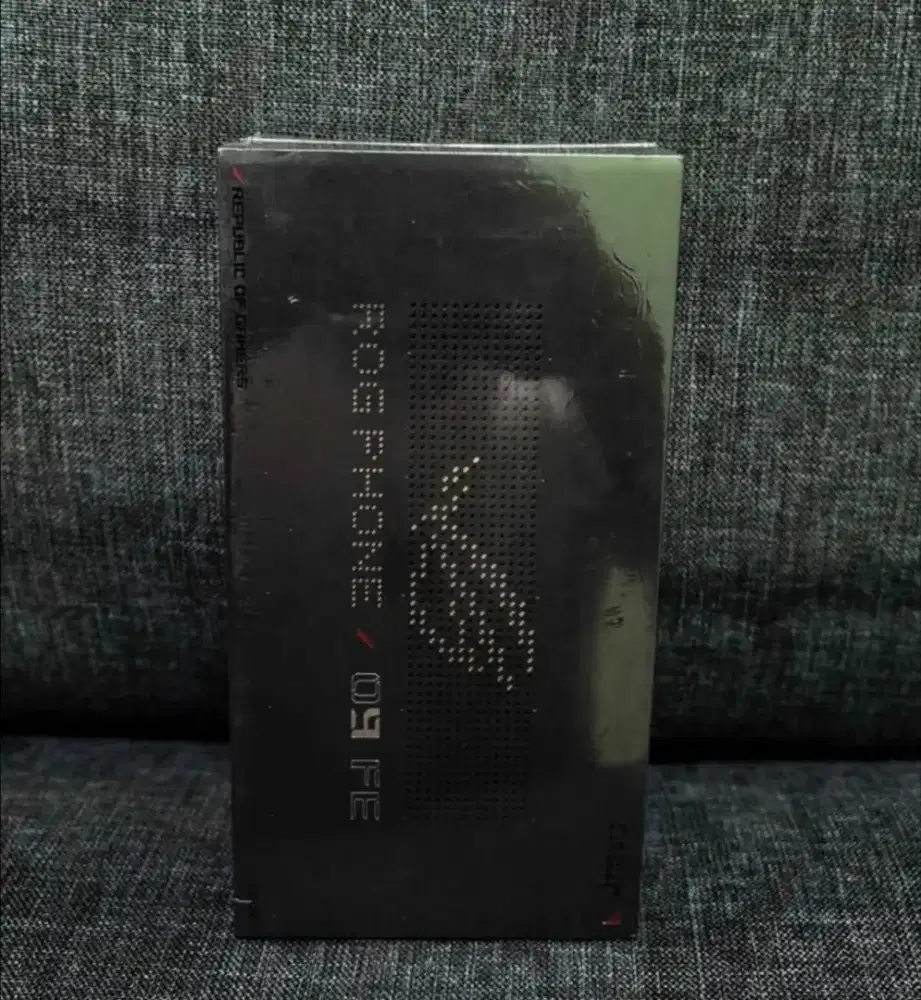 REPUBLIC OF GAMERS
ROG PHONE / 09 FE